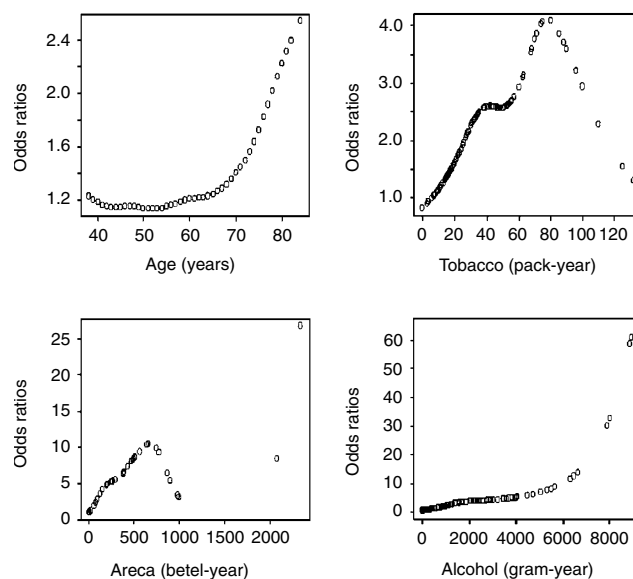 Odds ratios
2.4
2.0
1.6
1.2
40 50 60 70 80
Age (years)
Odds ratios
4.0
3.0
2.0
1.0
0 20 40 60 80 100 120
Tobacco (pack-year)
Odds ratios
25
20
15
10
5
0
0 500 1000 1500 2000
Areca (betel-year)
Odds ratios
60
50
40
30
20
10
0
0 2000 4000 6000 8000
Alcohol (gram-year)